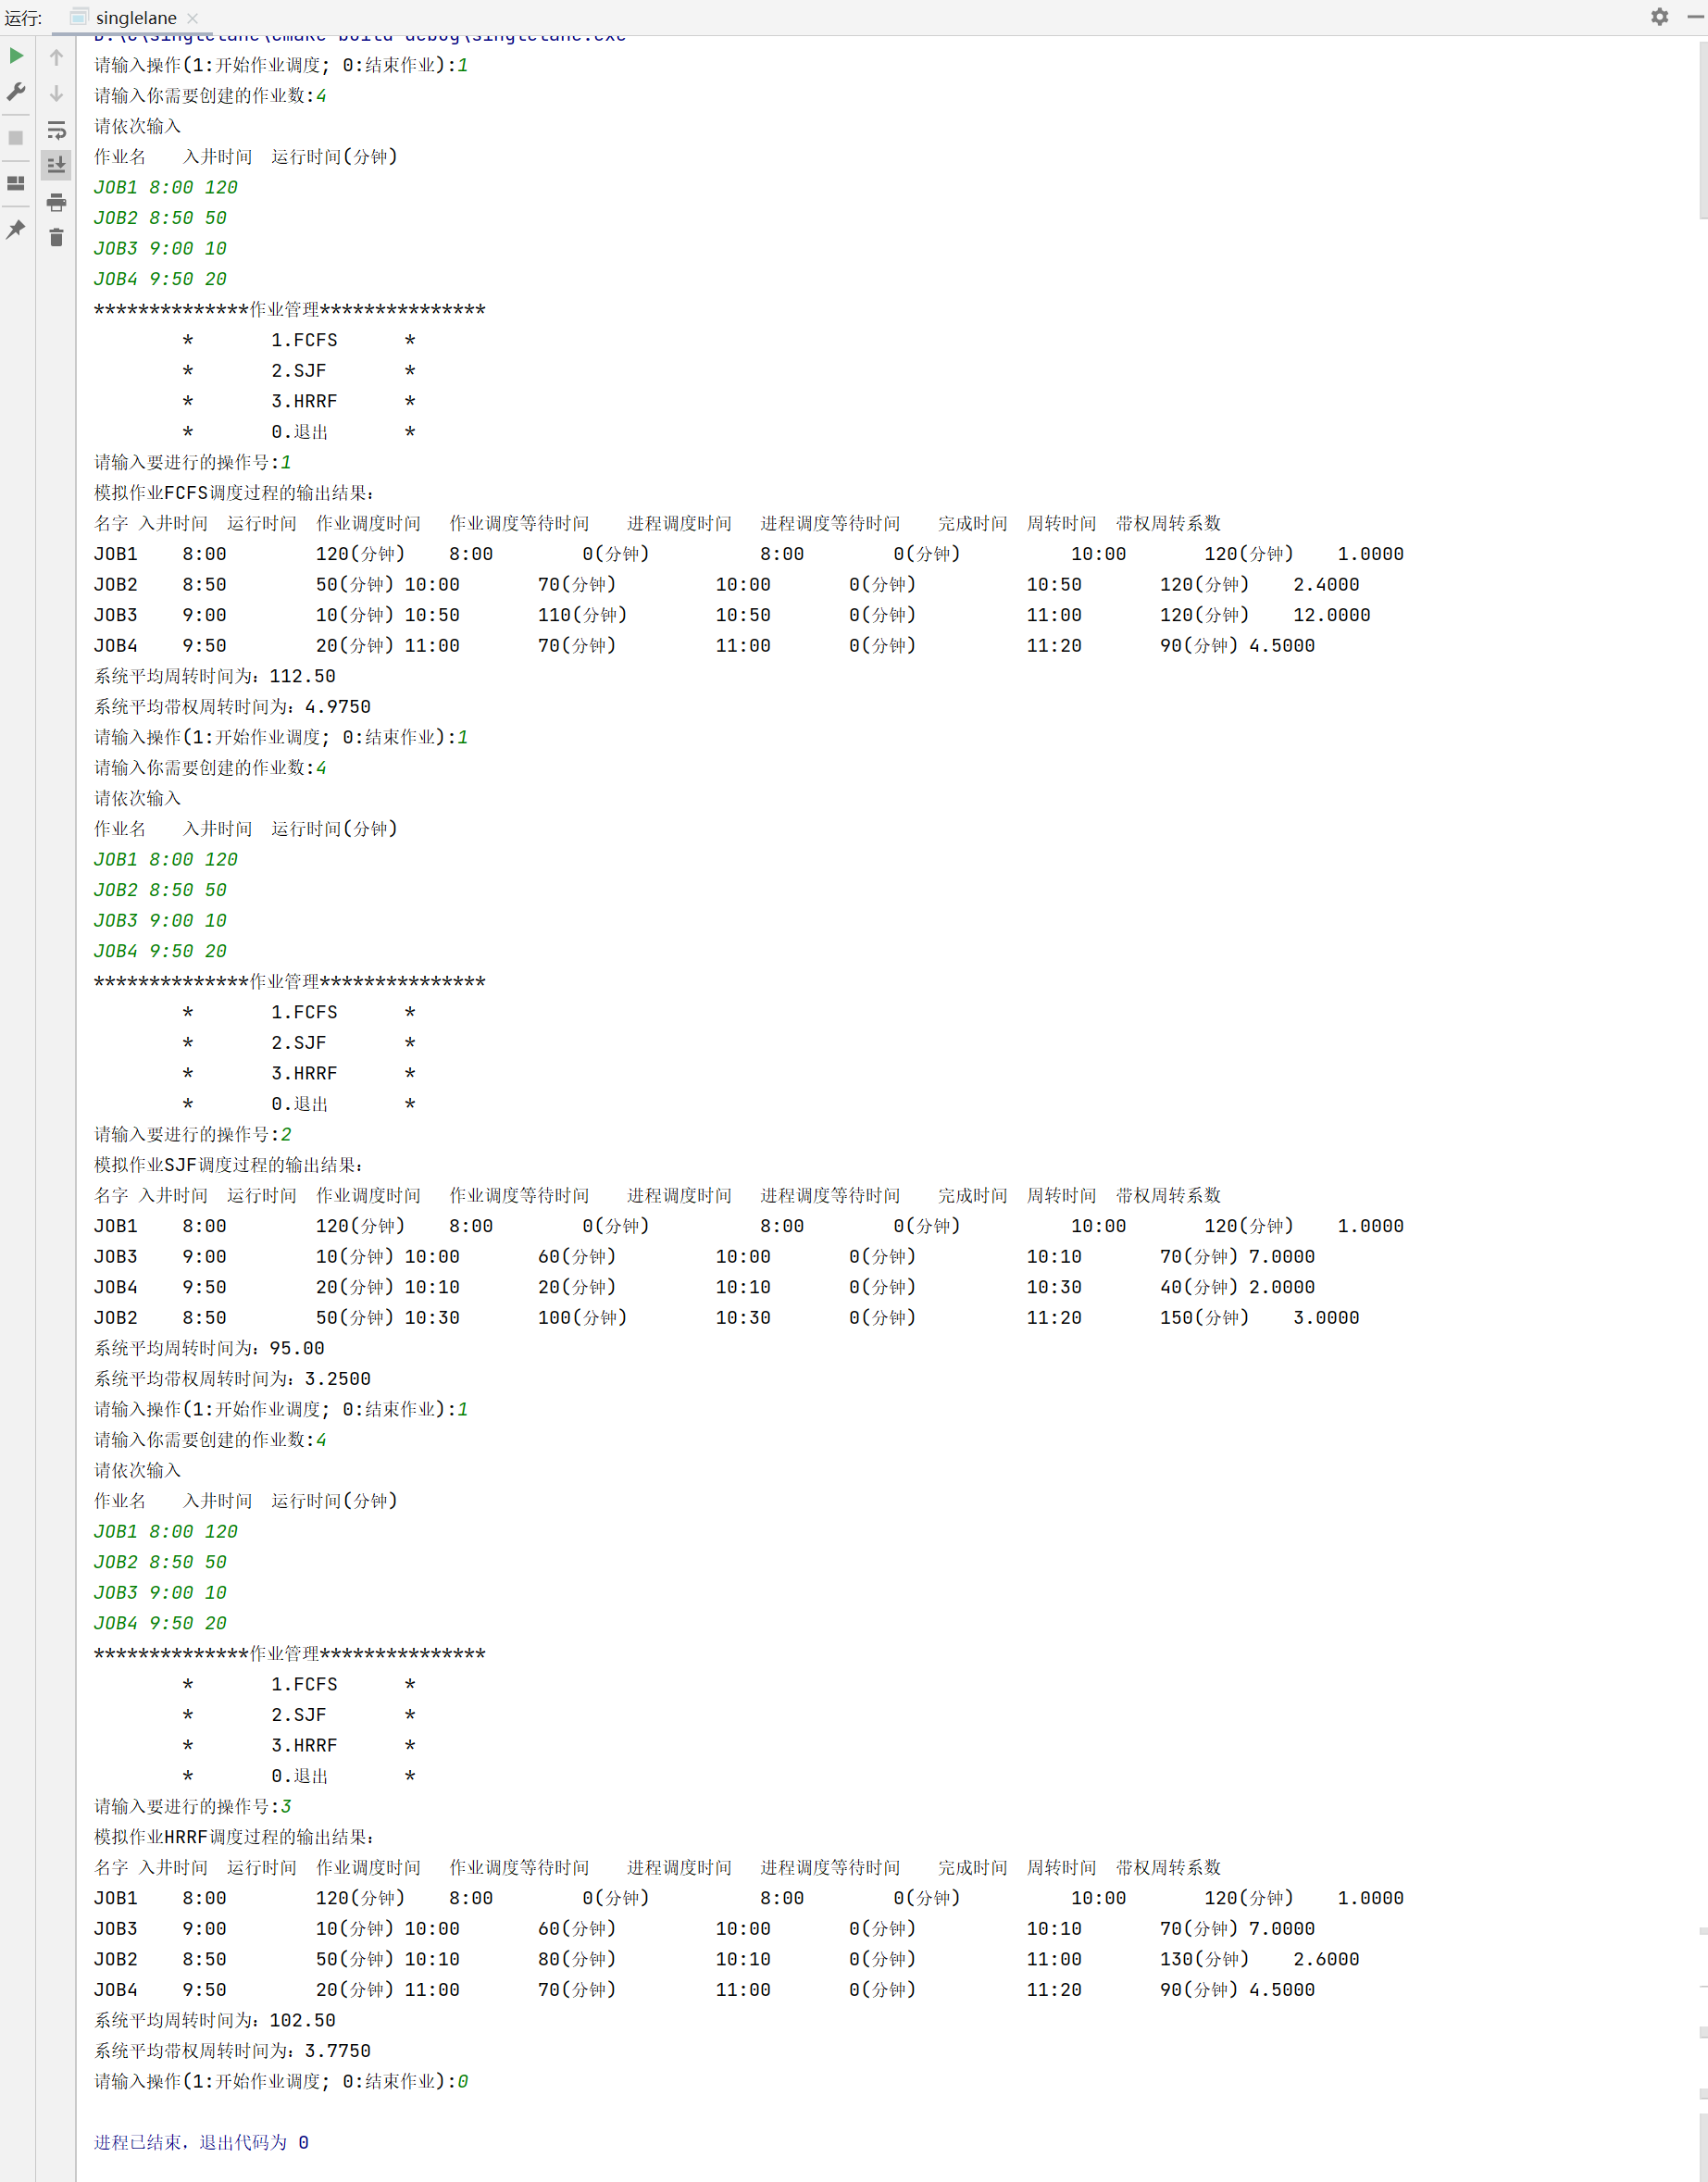 运行: singlelane
D:\c\singlelane\cmake-build-debug\singlelane.exe
请输入操作(1:开始作业调度; 0:结束作业):1
请输入你需要创建的作业数:4
请依次输入
作业名 入井时间 运行时间(分钟)
JOB1 8:00 120
JOB2 8:50 50
JOB3 9:00 10
JOB4 9:50 20
**************作业管理***************
* 1.FCFS *
* 2.SJF *
* 3.HRRF *
* 0.退出 *
请输入要进行的操作号:1
模拟作业FCFS调度过程的输出结果：
名字 入井时间 运行时间 作业调度时间 作业调度等待时间 进程调度时间 进程调度等待时间 完成时间 周转时间 带权周转系数
JOB1 8:00 120(分钟) 8:00 0(分钟) 8:00 0(分钟) 10:00 120(分钟) 1.0000
JOB2 8:50 50(分钟) 10:00 70(分钟) 10:00 0(分钟) 10:50 120(分钟) 2.4000
JOB3 9:00 10(分钟) 10:50 110(分钟) 10:50 0(分钟) 11:00 120(分钟) 12.0000
JOB4 9:50 20(分钟) 11:00 70(分钟) 11:00 0(分钟) 11:20 90(分钟) 4.5000
系统平均周转时间为：112.50
系统平均带权周转时间为：4.9750
请输入操作(1:开始作业调度; 0:结束作业):1
请输入你需要创建的作业数:4
请依次输入
作业名 入井时间 运行时间(分钟)
JOB1 8:00 120
JOB2 8:50 50
JOB3 9:00 10
JOB4 9:50 20
**************作业管理***************
* 1.FCFS *
* 2.SJF *
* 3.HRRF *
* 0.退出 *
请输入要进行的操作号:2
模拟作业SJF调度过程的输出结果：
名字 入井时间 运行时间 作业调度时间 作业调度等待时间 进程调度时间 进程调度等待时间 完成时间 周转时间 带权周转系数
JOB1 8:00 120(分钟) 8:00 0(分钟) 8:00 0(分钟) 10:00 120(分钟) 1.0000
JOB3 9:00 10(分钟) 10:00 60(分钟) 10:00 0(分钟) 10:10 70(分钟) 7.0000
JOB4 9:50 20(分钟) 10:10 20(分钟) 10:10 0(分钟) 10:30 40(分钟) 2.0000
JOB2 8:50 50(分钟) 10:30 100(分钟) 10:30 0(分钟) 11:20 150(分钟) 3.0000
系统平均周转时间为：95.00
系统平均带权周转时间为：3.2500
请输入操作(1:开始作业调度; 0:结束作业):1
请输入你需要创建的作业数:4
请依次输入
作业名 入井时间 运行时间(分钟)
JOB1 8:00 120
JOB2 8:50 50
JOB3 9:00 10
JOB4 9:50 20
**************作业管理***************
* 1.FCFS *
* 2.SJF *
* 3.HRRF *
* 0.退出 *
请输入要进行的操作号:3
模拟作业HRRF调度过程的输出结果：
名字 入井时间 运行时间 作业调度时间 作业调度等待时间 进程调度时间 进程调度等待时间 完成时间 周转时间 带权周转系数
JOB1 8:00 120(分钟) 8:00 0(分钟) 8:00 0(分钟) 10:00 120(分钟) 1.0000
JOB3 9:00 10(分钟) 10:00 60(分钟) 10:00 0(分钟) 10:10 70(分钟) 7.0000
JOB2 8:50 50(分钟) 10:10 80(分钟) 10:10 0(分钟) 11:00 130(分钟) 2.6000
JOB4 9:50 20(分钟) 11:00 70(分钟) 11:00 0(分钟) 11:20 90(分钟) 4.5000
系统平均周转时间为：102.50
系统平均带权周转时间为：3.7750
请输入操作(1:开始作业调度; 0:结束作业):0
进程已结束，退出代码为 0